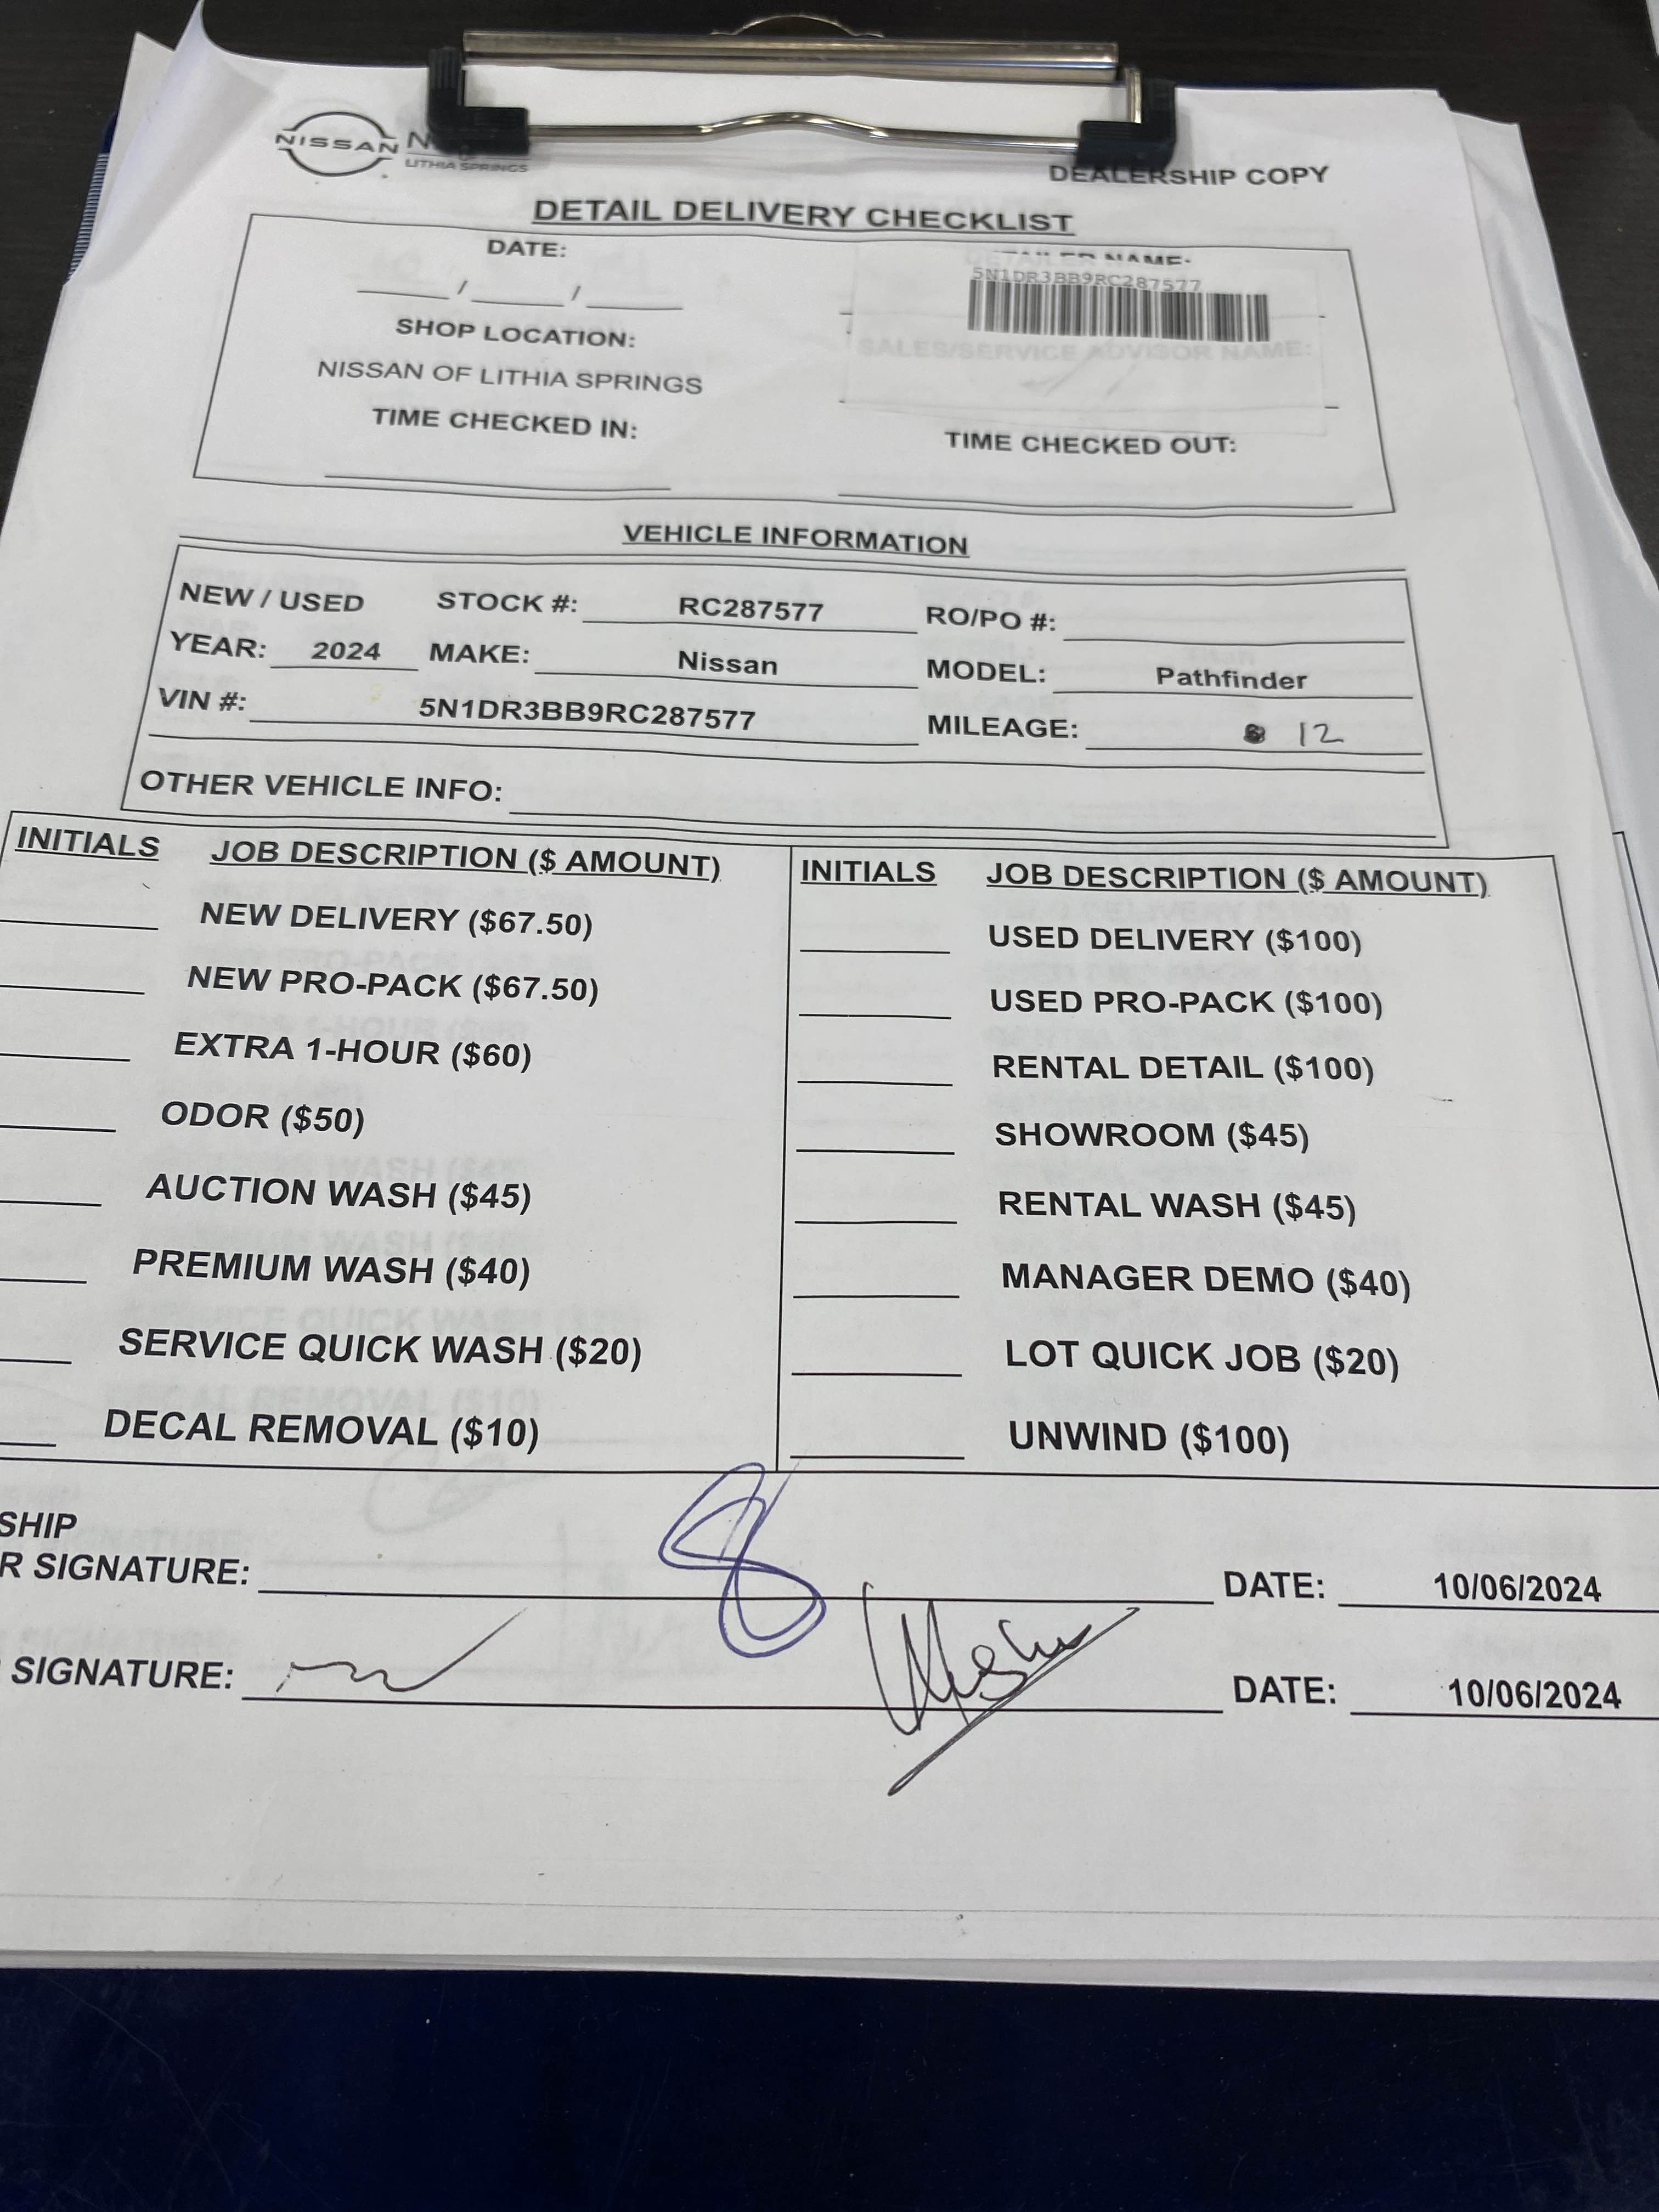 NISSAN
LITHIA SPRINGS
DEALERSHIP COPY
DETAIL DELIVERY CHECKLIST
DATE:
NAME:
5N1DR3BB9RC287577
___/___/___
SHOP LOCATION:
SALES/SERVICE ADVISOR NAME:
NISSAN OF LITHIA SPRINGS
TIME CHECKED IN:
TIME CHECKED OUT:
VEHICLE INFORMATION
NEW / USED STOCK #: RC287577 RO/PO #:
YEAR: 2024 MAKE: Nissan MODEL: Pathfinder
VIN #: 5N1DR3BB9RC287577 MILEAGE: 12
OTHER VEHICLE INFO:
INITIALS JOB DESCRIPTION ($ AMOUNT) INITIALS JOB DESCRIPTION ($ AMOUNT)
NEW DELIVERY ($67.50) USED DELIVERY ($100)
NEW PRO-PACK ($67.50) USED PRO-PACK ($100)
EXTRA 1-HOUR ($60) RENTAL DETAIL ($100)
ODOR ($50) SHOWROOM ($45)
AUCTION WASH ($45) RENTAL WASH ($45)
PREMIUM WASH ($40) MANAGER DEMO ($40)
SERVICE QUICK WASH ($20) LOT QUICK JOB ($20)
DECAL REMOVAL ($10) UNWIND ($100)
SHIP
R SIGNATURE: DATE: 10/06/2024
SIGNATURE: DATE: 10/06/2024